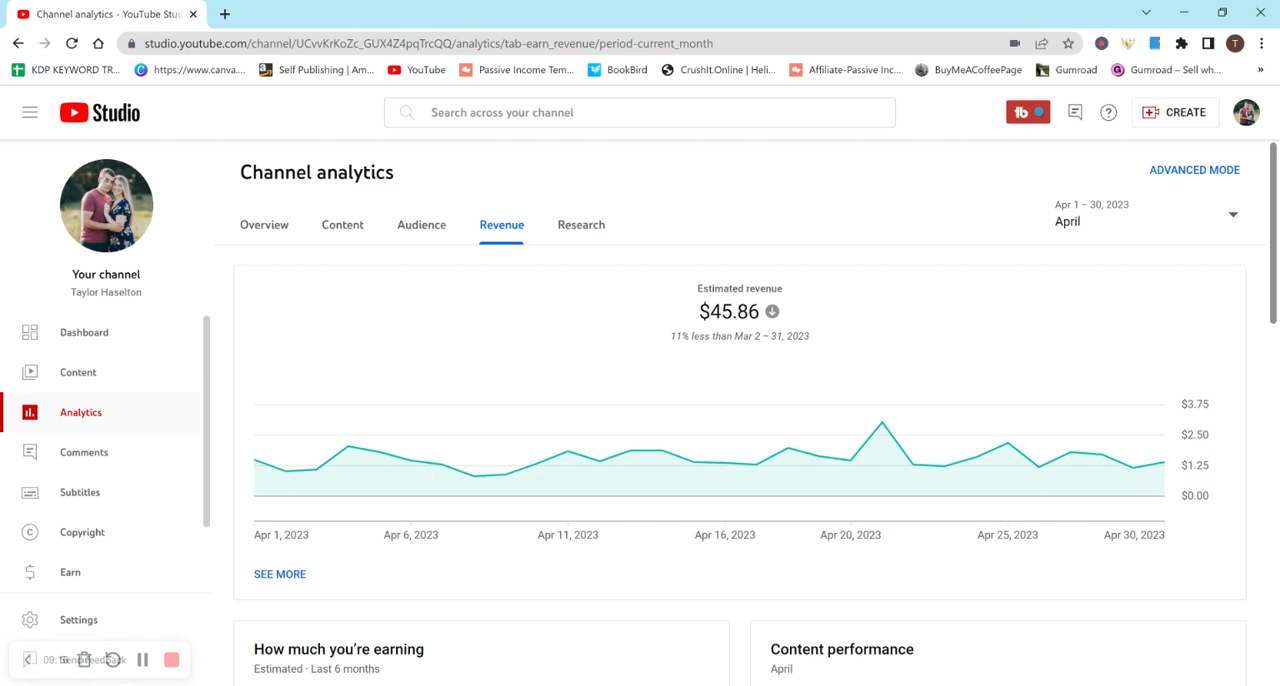 Channel analytics - YouTube Stud
studio.youtube.com/channel/UCvvKrKoZc_GUX4Z4pqTrcQQ/analytics/tab-earn_revenue/period-current_month
T
KDP KEYWORD TR... https://www.canva.... Self Publishing | Am... YouTube Passive Income Tem... BookBird CrushIt.Online | Heli... Affiliate-Passive Inc... BuyMeACoffeePage Gumroad Gumroad – Sell wh... »
Studio
Search across your channel
tb
CREATE
Channel analytics
ADVANCED MODE
Apr 1 – 30, 2023
April
Overview Content Audience Revenue Research
Your channel
Taylor Haselton
Dashboard
Content
Analytics
Comments
Subtitles
Copyright
Earn
Settings
Send feedback
Estimated revenue
$45.86
11% less than Mar 2 – 31, 2023
$3.75
$2.50
$1.25
$0.00
Apr 1, 2023 Apr 6, 2023 Apr 11, 2023 Apr 16, 2023 Apr 20, 2023 Apr 25, 2023 Apr 30, 2023
SEE MORE
How much you're earning
Estimated · Last 6 months
Content performance
April